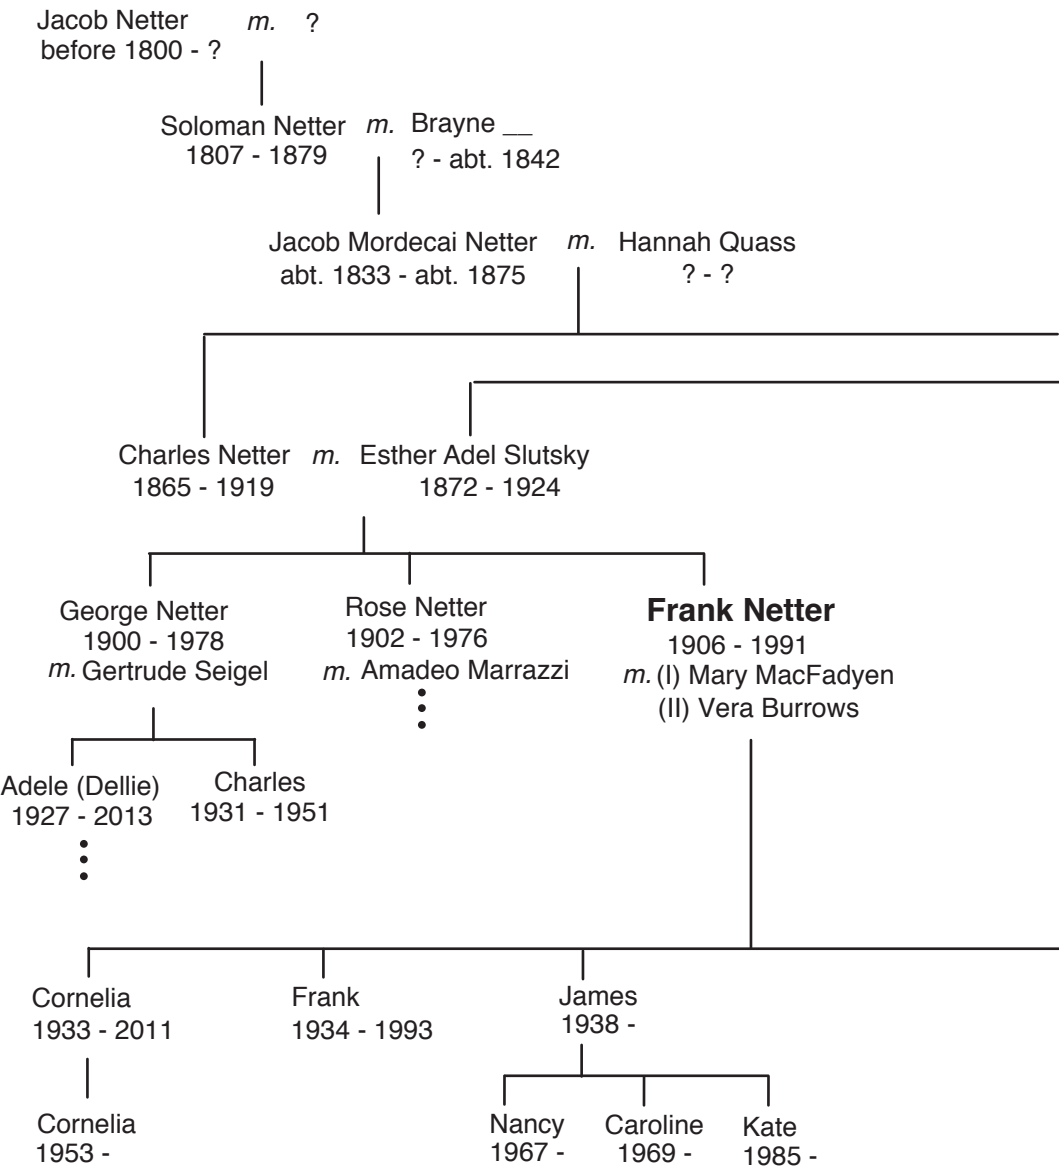 Jacob Netter m. ?
before 1800 - ?
Soloman Netter m. Brayne __
1807 - 1879 ? - abt. 1842
Jacob Mordecai Netter m. Hannah Quass
abt. 1833 - abt. 1875 ? - ?
Charles Netter m. Esther Adel Slutsky
1865 - 1919 1872 - 1924
George Netter
1900 - 1978
m. Gertrude Seigel
Rose Netter
1902 - 1976
m. Amadeo Marrazzi
Frank Netter
1906 - 1991
m. (I) Mary MacFadyen
(II) Vera Burrows
Adele (Dellie)
1927 - 2013
Charles
1931 - 1951
Cornelia
1933 - 2011
Frank
1934 - 1993
James
1938 -
Cornelia
1953 -
Nancy
1967 -
Caroline
1969 -
Kate
1985 -